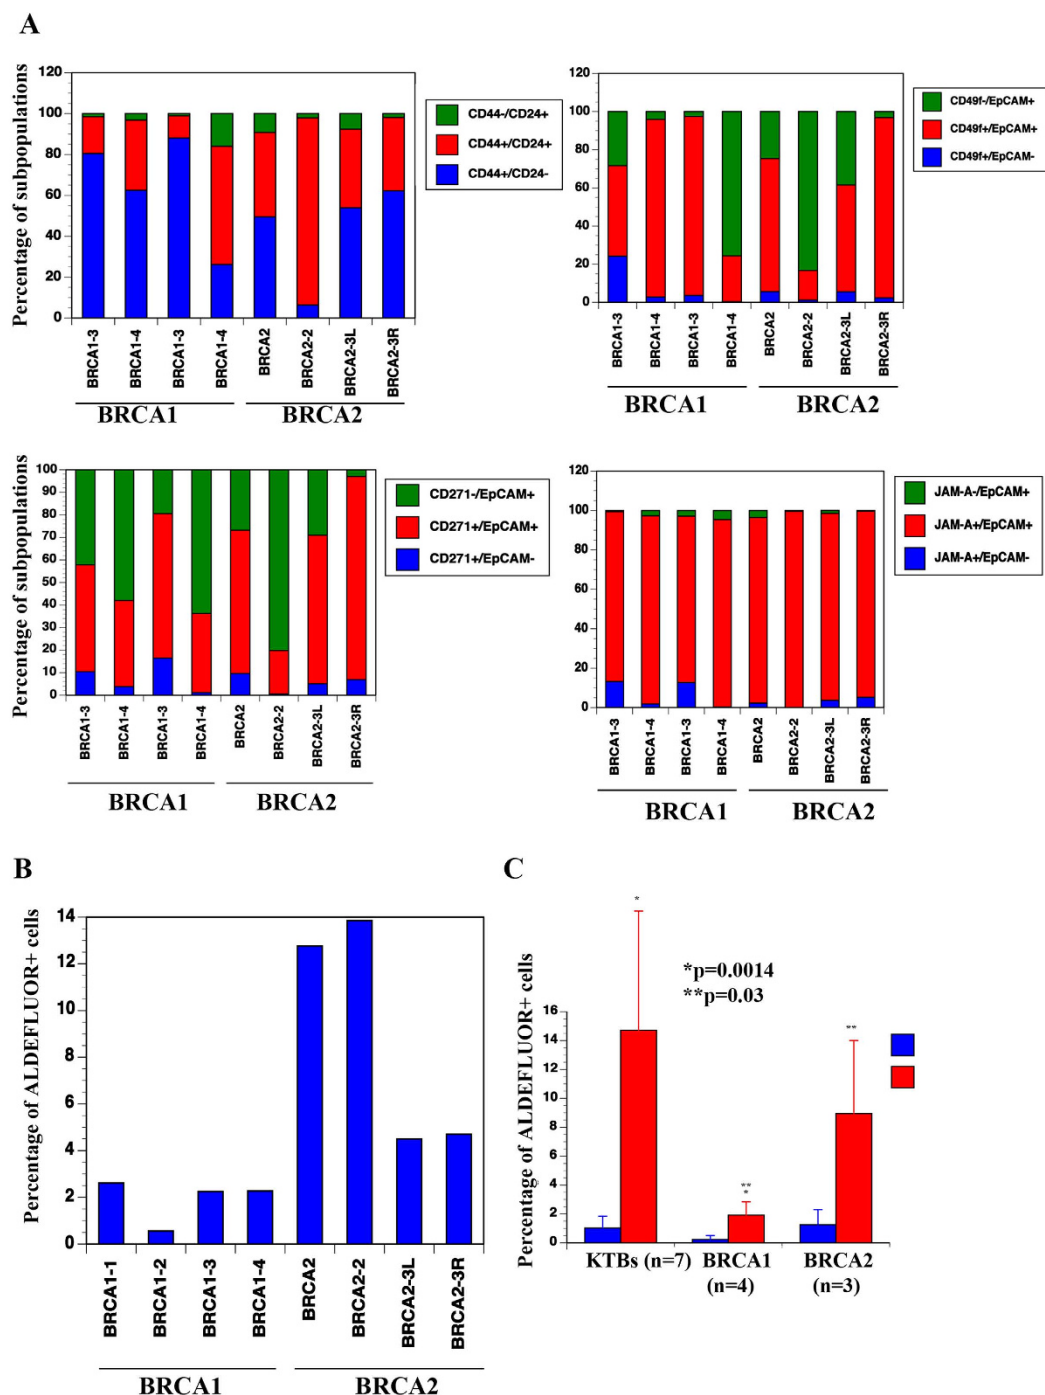 A
Percentage of subpopulations
120
100
80
60
40
20
0
BRCA1-3
BRCA1-4
BRCA1-3
BRCA1-4
BRCA2
BRCA2-2
BRCA2-3L
BRCA2-3R
BRCA1
BRCA2
CD44-/CD24+
CD44+/CD24+
CD44+/CD24-
120
100
80
60
40
20
0
BRCA1-3
BRCA1-4
BRCA1-3
BRCA1-4
BRCA2
BRCA2-2
BRCA2-3L
BRCA2-3R
BRCA1
BRCA2
CD49f-/EpCAM+
CD49f+/EpCAM+
CD49f+/EpCAM-
Percentage of subpopulations
100
90
80
70
60
50
40
30
20
10
0
BRCA1-3
BRCA1-4
BRCA1-3
BRCA1-4
BRCA2
BRCA2-2
BRCA2-3L
BRCA2-3R
BRCA1
BRCA2
CD271-/EpCAM+
CD271+/EpCAM+
CD271+/EpCAM-
120
100
80
60
40
20
0
BRCA1-3
BRCA1-4
BRCA1-3
BRCA1-4
BRCA2
BRCA2-2
BRCA2-3L
BRCA2-3R
BRCA1
BRCA2
JAM-A-/EpCAM+
JAM-A+/EpCAM+
JAM-A+/EpCAM-
B
Percentage of ALDEFLUOR+ cells
14
12
10
8
6
4
2
0
BRCA1-1
BRCA1-2
BRCA1-3
BRCA1-4
BRCA2
BRCA2-2
BRCA2-3L
BRCA2-3R
BRCA1
BRCA2
C
Percentage of ALDEFLUOR+ cells
*
*p=0.0014
**p=0.03
16
14
12
10
8
6
4
2
0
**
*
**
KTBs (n=7)
BRCA1
(n=4)
BRCA2
(n=3)